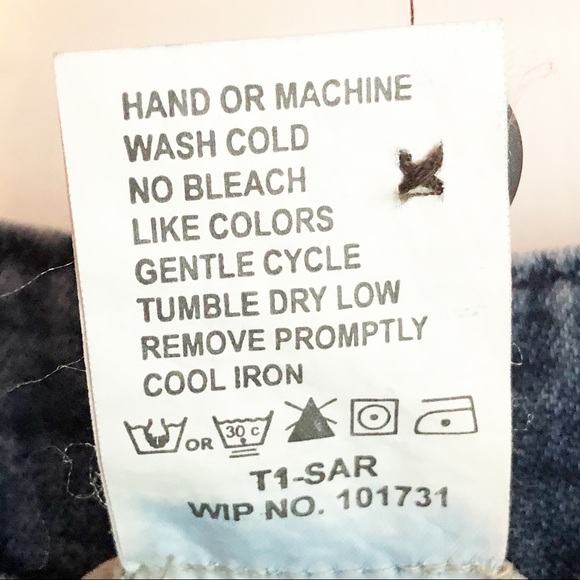 HAND OR MACHINE
WASH COLD
NO BLEACH
LIKE COLORS
GENTLE CYCLE
TUMBLE DRY LOW
REMOVE PROMPTLY
COOL IRON
OR 30 c
T1-SAR
WIP NO. 101731